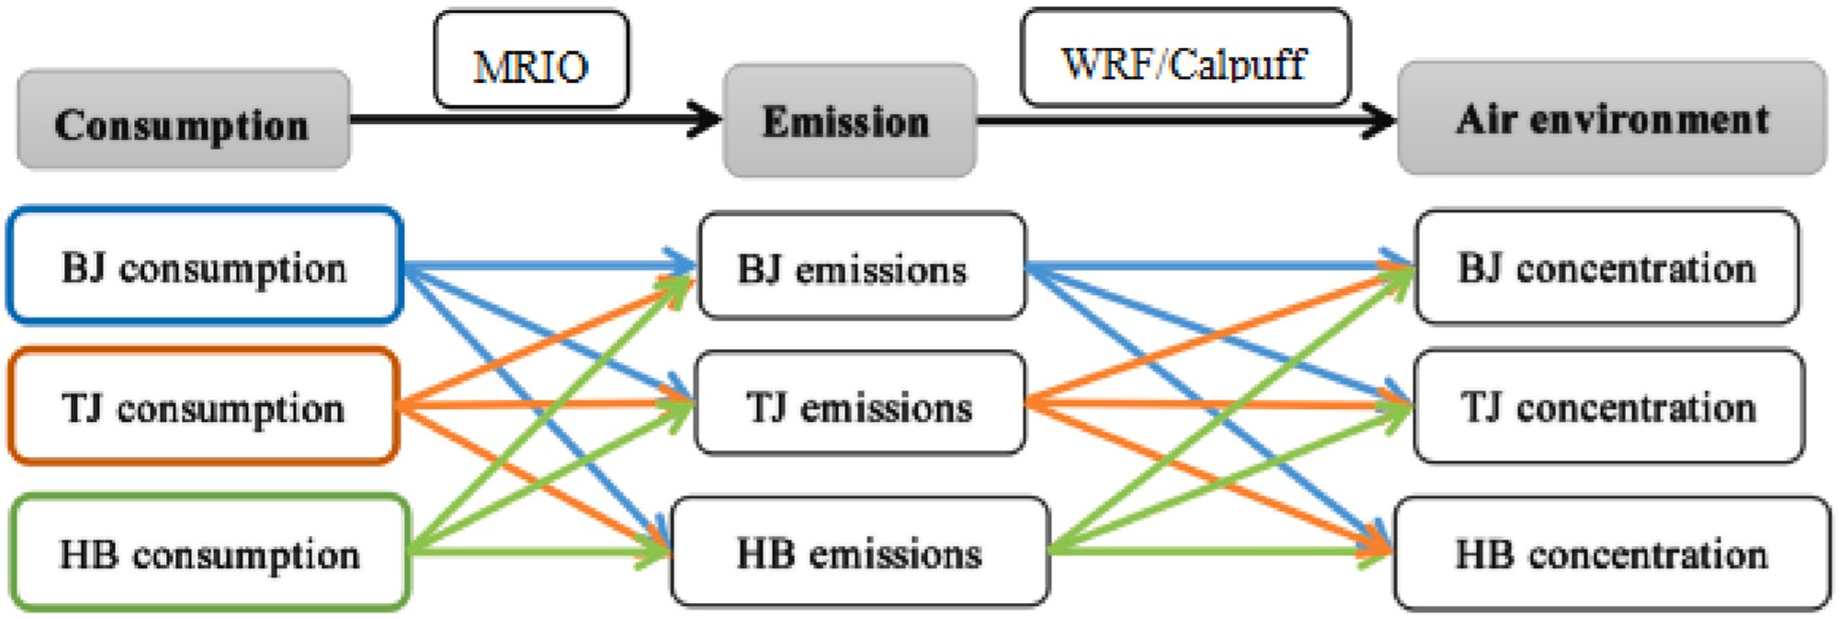 MRIO
WRF/Calpuff
Consumption
Emission
Air environment
BJ consumption
BJ emissions
BJ concentration
TJ consumption
TJ emissions
TJ concentration
HB consumption
HB emissions
HB concentration